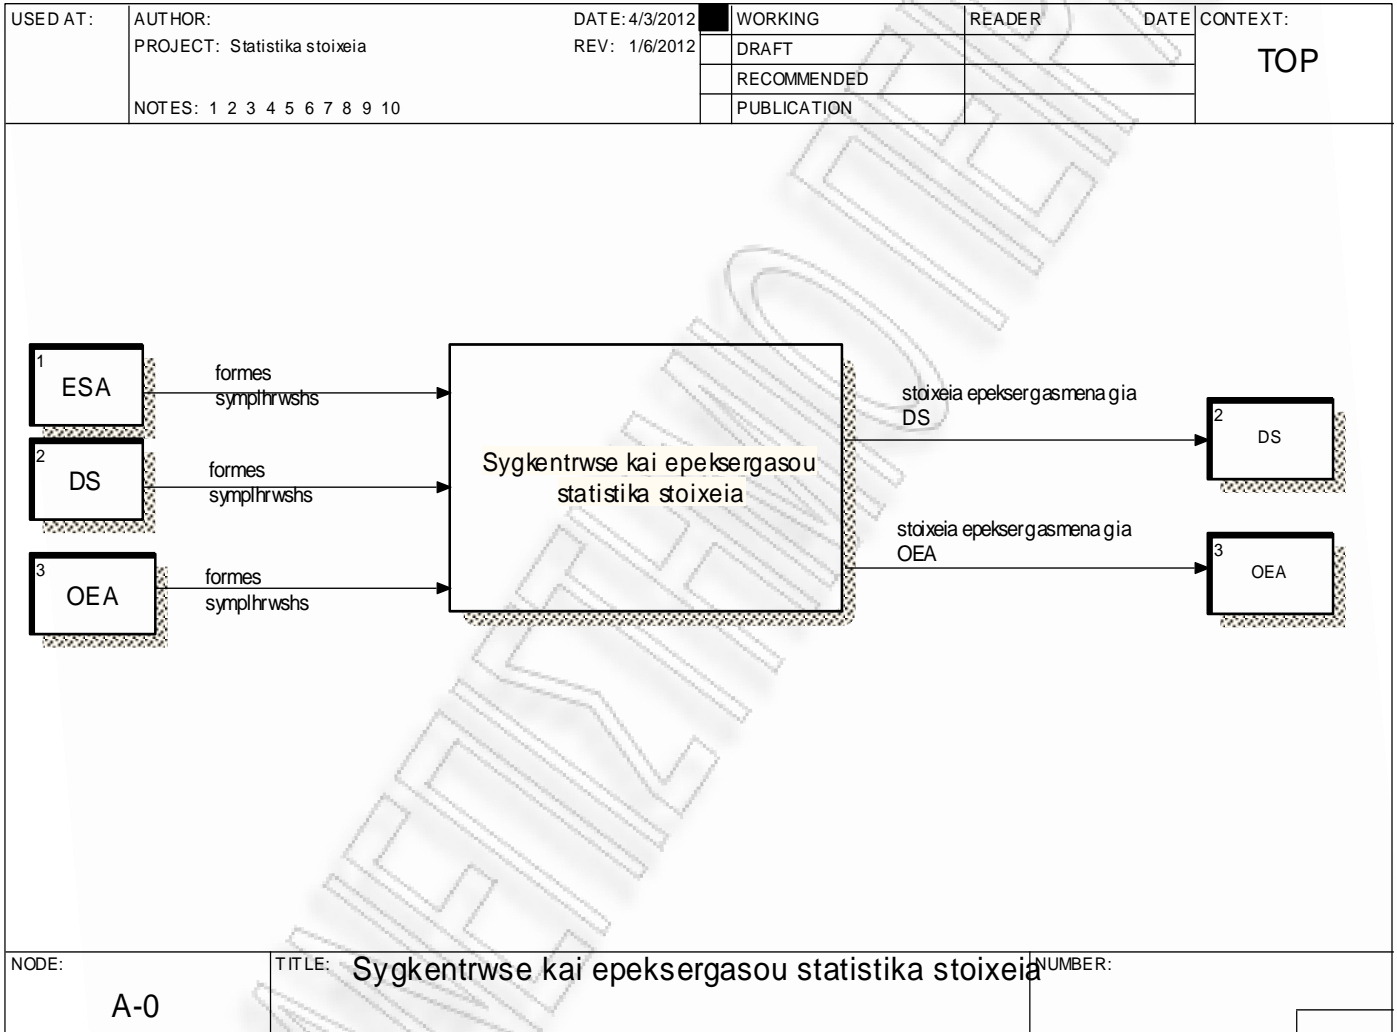 USED AT:
AUTHOR:
DATE: 4/3/2012
WORKING
READER
DATE
CONTEXT:
PROJECT: Statistika stoixeia
REV: 1/6/2012
DRAFT
TOP
RECOMMENDED
NOTES: 1 2 3 4 5 6 7 8 9 10
PUBLICATION
1
ESA
formes
symplhrwshs
2
DS
formes
symplhrwshs
3
OEA
formes
symplhrwshs
Sygkentrwse kai epeksergasou
statistika stoixeia
stoixeia epeksergasmena gia
DS
2
DS
stoixeia epeksergasmena gia
OEA
3
OEA
NODE:
A-0
TITLE: Sygkentrwse kai epeksergasou statistika stoixeia
NUMBER: